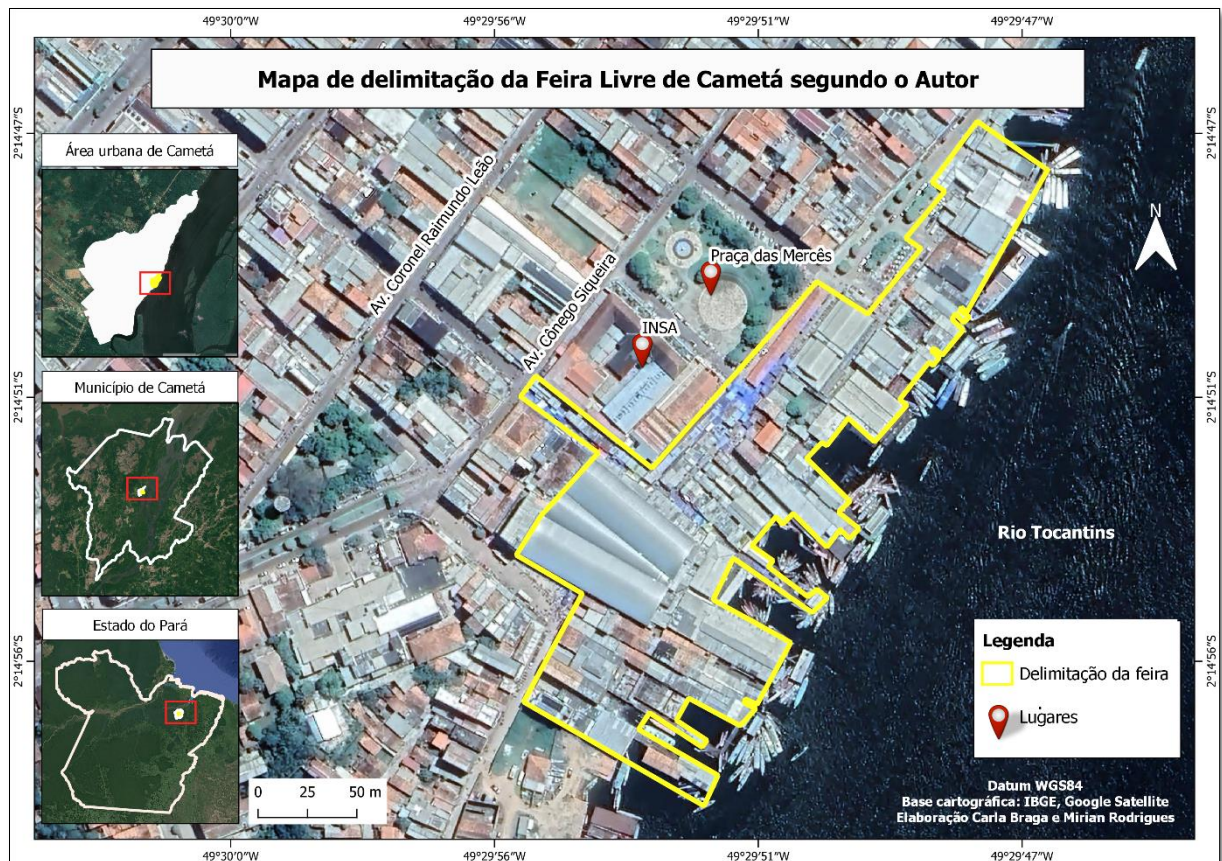 49°30'0"W
49°29'56"W
49°29'51"W
49°29'47"W
Mapa de delimitação da Feira Livre de Cametá segundo o Autor
2°14'47"S
2°14'47"S
Área urbana de Cametá
Av. Coronel Raimundo Leão
Av. Cônego Siqueira
Praça das Mercês
INSA
N
2°14'51"S
2°14'51"S
Município de Cametá
Rio Tocantins
Estado do Pará
2°14'56"S
2°14'56"S
Legenda
Delimitação da feira
Lugares
0 25 50 m
Datum WGS84
Base cartográfica: IBGE, Google Satellite
Elaboração Carla Braga e Mirian Rodrigues
49°30'0"W
49°29'56"W
49°29'51"W
49°29'47"W